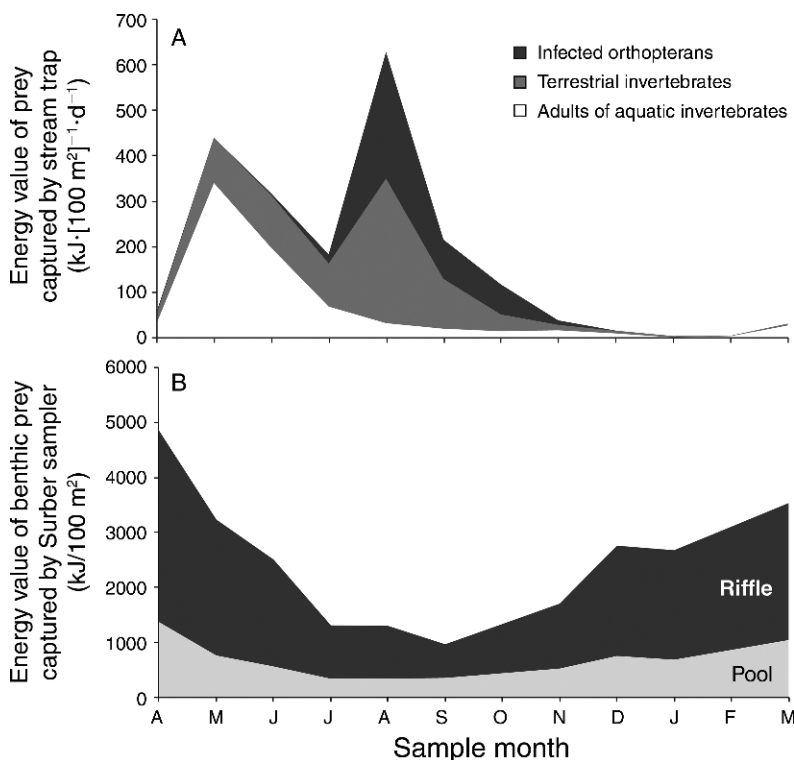 A
Infected orthopterans
Terrestrial invertebrates
Adults of aquatic invertebrates
Energy value of prey
captured by stream trap
(kJ·[100 m²]⁻¹·d⁻¹)
700
600
500
400
300
200
100
0
B
Energy value of benthic prey
captured by Surber sampler
(kJ/100 m²)
6000
5000
4000
3000
2000
1000
0
Riffle
Pool
A M J J A S O N D J F M
Sample month